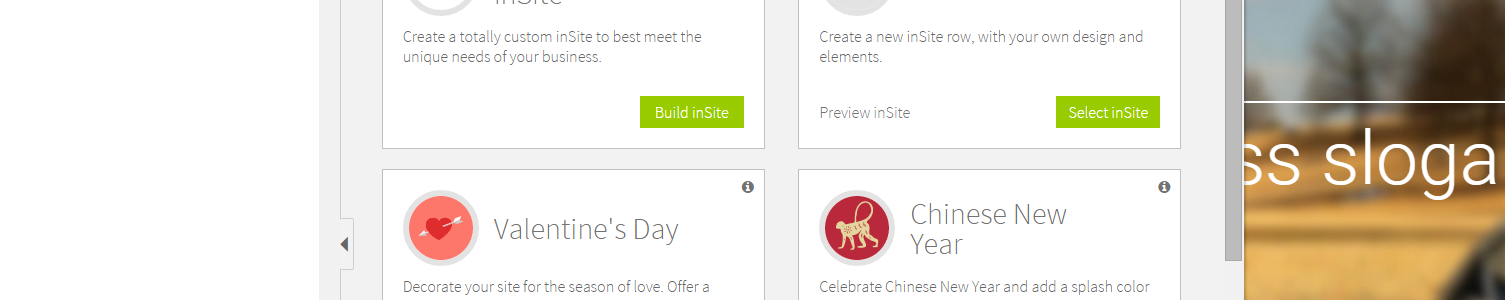 inSite
Create a totally custom inSite to best meet the
unique needs of your business.
Build inSite
Create a new inSite row, with your own design and
elements.
Preview inSite
Select inSite
Valentine's Day
Decorate your site for the season of love. Offer a
Chinese New
Year
Celebrate Chinese New Year and add a splash color
ss sloga